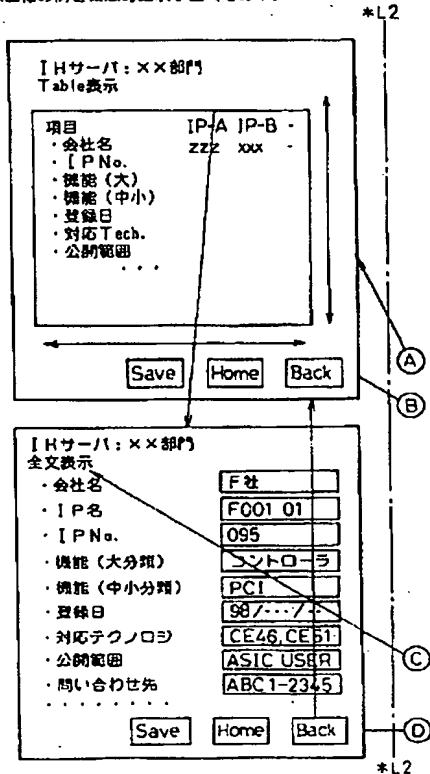 *L2
IHサーバ：××部門
Table表示
項目 IP-A IP-B -
・会社名 zzz xxx -
・IPNo.
・機能（大）
・機能（中小）
・登録日
・対応Tech.
・公開範囲
・・・
A
Save Home Back
B
IHサーバ：××部門
全文表示
・会社名 F社
・IP名 F001 01
・IPNo. 095
・機能（大分類） コントローラ
・機能（中小分類） PCI
・登録日 98/---/--
・対応テクノロジ CE46,CE61
・公開範囲 ASIC USER
C
・問い合わせ先 ABC1-2345
・・・・・・・・
Save Home Back
D
*L2